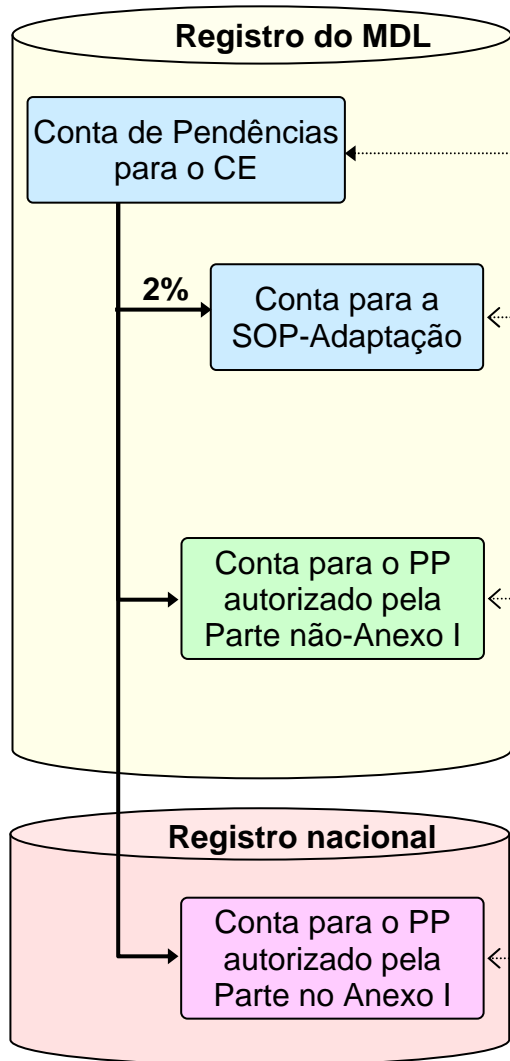 Registro do MDL
Conta de Pendências
para o CE
2%
Conta para a
SOP-Adaptação
Conta para o PP
autorizado pela
Parte não-Anexo I
Registro nacional
Conta para o PP
autorizado pela
Parte no Anexo I